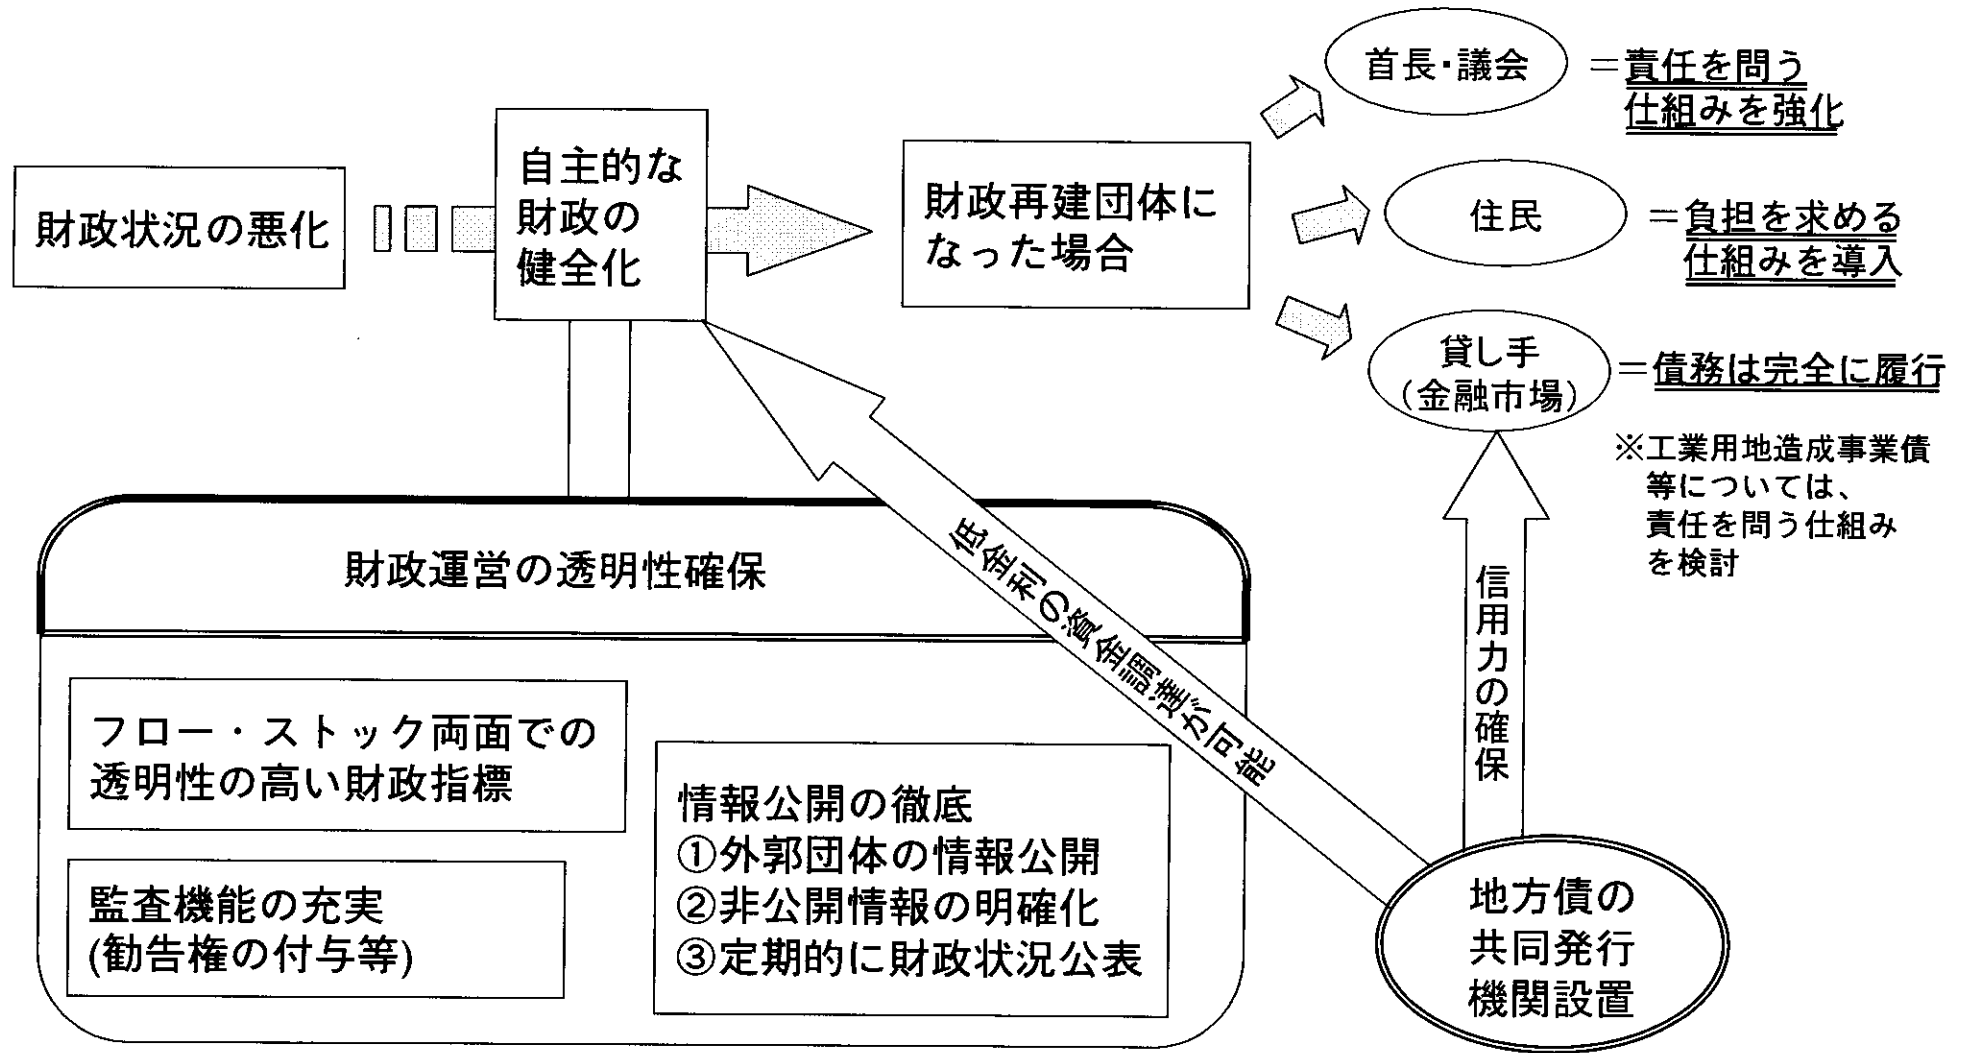 財政状況の悪化
自主的な
財政の
健全化
財政再建団体に
なった場合
首長・議会
＝責任を問う
仕組みを強化
住民
＝負担を求める
仕組みを導入
貸し手
（金融市場）
＝債務は完全に履行
※工業用地造成事業債
等については、
責任を問う仕組み
を検討
財政運営の透明性確保
フロー・ストック両面での
透明性の高い財政指標
監査機能の充実
(勧告権の付与等)
情報公開の徹底
①外郭団体の情報公開
②非公開情報の明確化
③定期的に財政状況公表
低金利の資金調達が可能
信用力の確保
地方債の
共同発行
機関設置